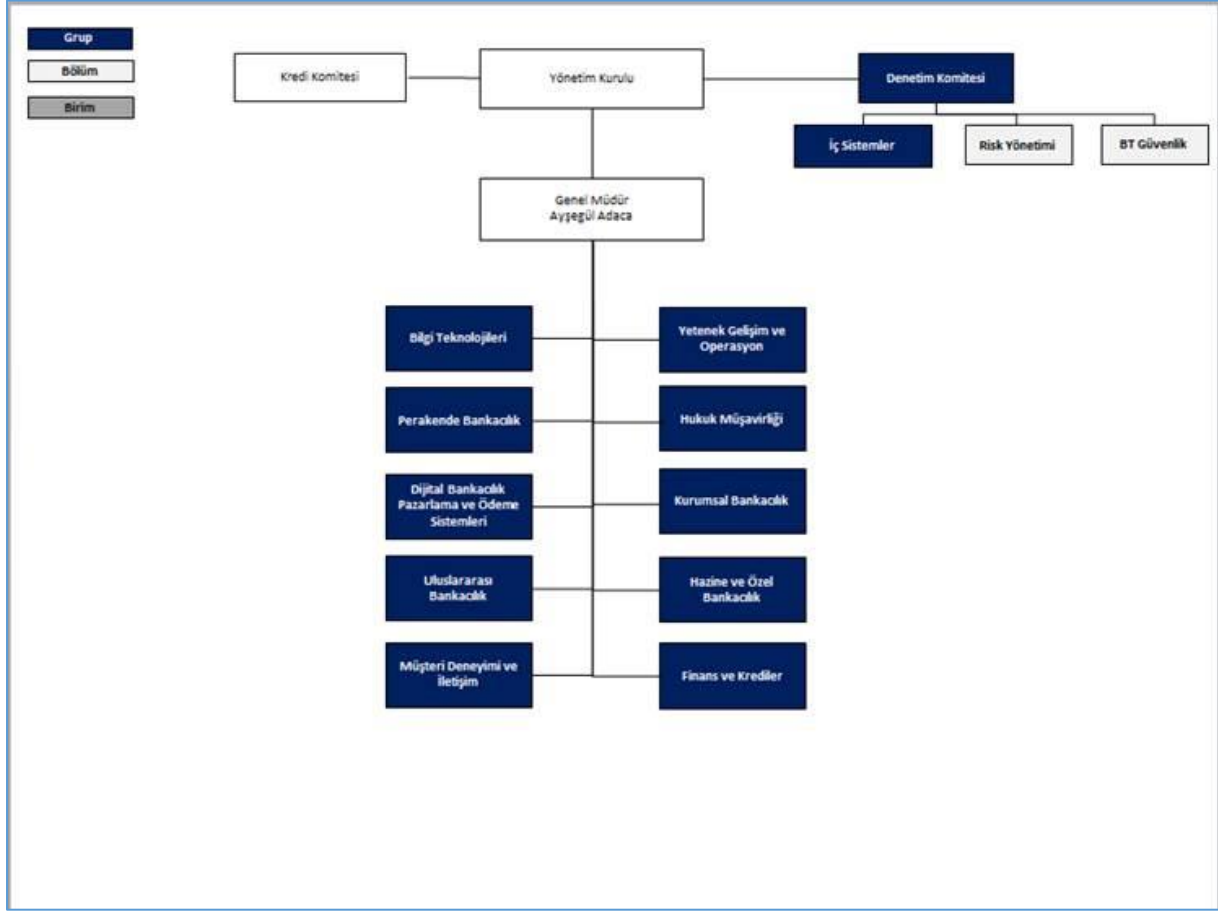 Grup
Bölüm
Birim
Kredi Komitesi
Yönetim Kurulu
Denetim Komitesi
İç Sistemler
Risk Yönetimi
BT Güvenlik
Genel Müdür
Ayşegül Adaca
Bilgi Teknolojileri
Yetenek Gelişim ve
Operasyon
Perakende Bankacılık
Hukuk Müşavirliği
Dijital Bankacılık
Pazarlama ve Ödeme
Sistemleri
Kurumsal Bankacılık
Uluslararası
Bankacılık
Hazine ve Özel
Bankacılık
Müşteri Deneyimi ve
İletişim
Finans ve Krediler